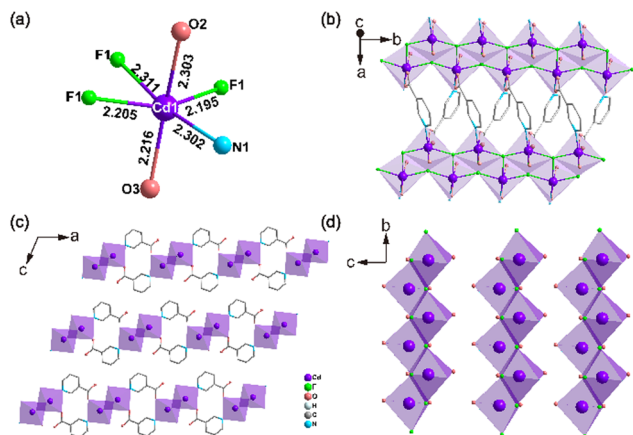 (a)
O2
F1
2.311
2.303
F1
F1
Cd1
2.195
2.205
2.216
2.302
N1
O3
(b)
c
b
a
(c)
a
c
Cd
F
O
H
C
N
(d)
b
c